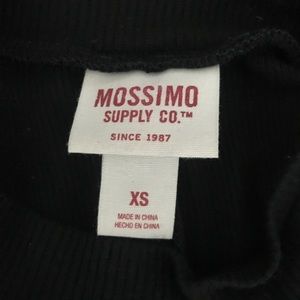 MOSSIMO
SUPPLY CO.™
SINCE 1987
XS
MADE IN CHINA
HECHO EN CHINA